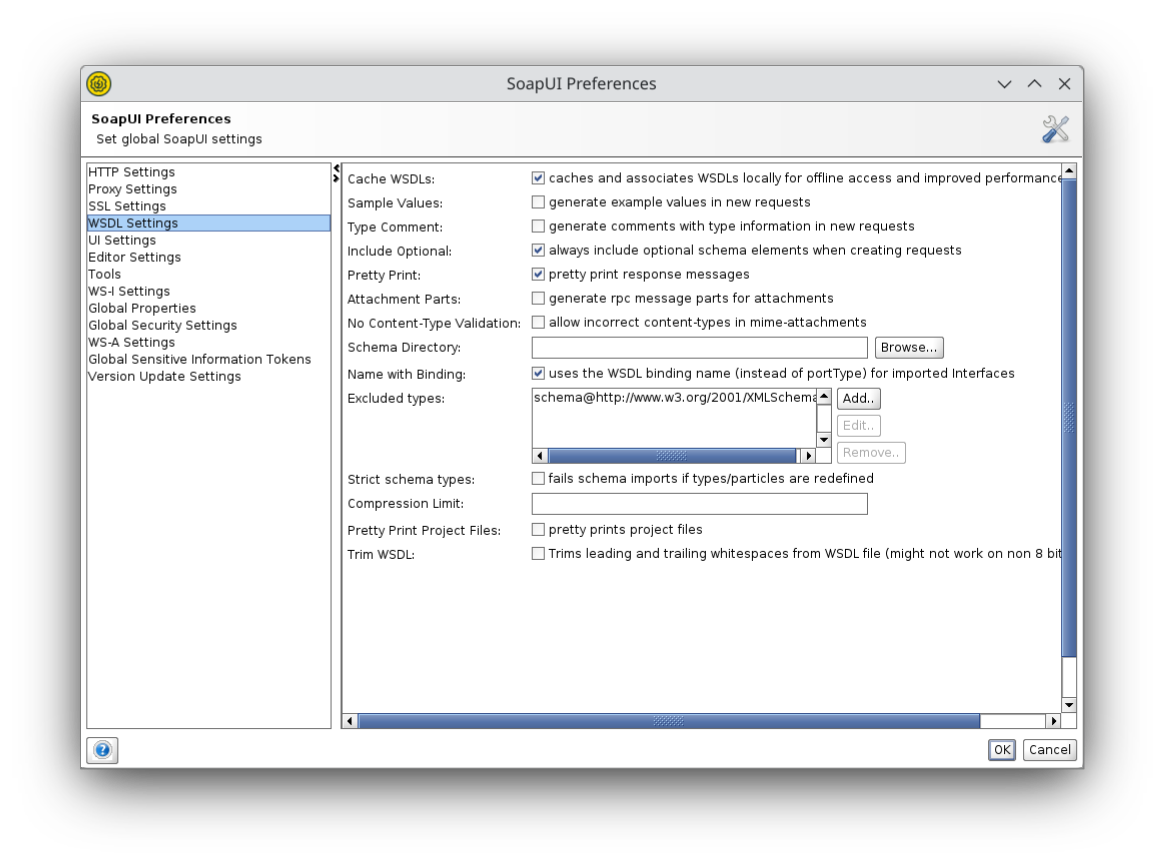 SoapUI Preferences
SoapUI Preferences
Set global SoapUI settings
HTTP Settings
Proxy Settings
SSL Settings
WSDL Settings
UI Settings
Editor Settings
Tools
WS-I Settings
Global Properties
Global Security Settings
WS-A Settings
Global Sensitive Information Tokens
Version Update Settings
Cache WSDLs: caches and associates WSDLs locally for offline access and improved performance
Sample Values: generate example values in new requests
Type Comment: generate comments with type information in new requests
Include Optional: always include optional schema elements when creating requests
Pretty Print: pretty print response messages
Attachment Parts: generate rpc message parts for attachments
No Content-Type Validation: allow incorrect content-types in mime-attachments
Schema Directory: Browse...
Name with Binding: uses the WSDL binding name (instead of portType) for imported Interfaces
Excluded types: schema@http://www.w3.org/2001/XMLSchema Add..
Edit..
Remove..
Strict schema types: fails schema imports if types/particles are redefined
Compression Limit:
Pretty Print Project Files: pretty prints project files
Trim WSDL: Trims leading and trailing whitespaces from WSDL file (might not work on non 8 bit
OK Cancel